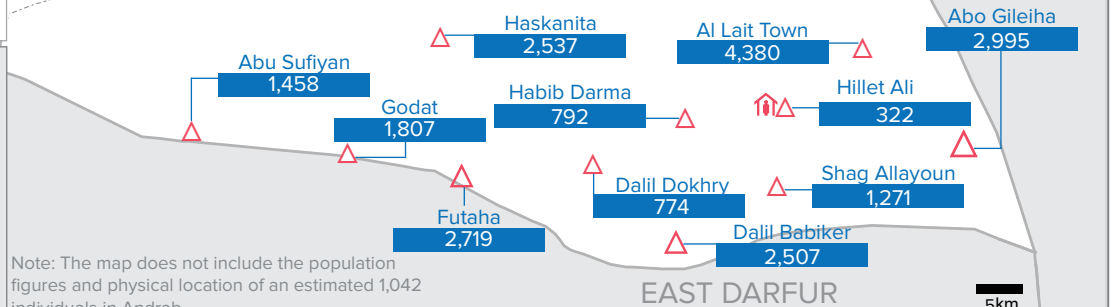 Abo Gileiha
2,995
Haskanita
2,537
Al Lait Town
4,380
Abu Sufiyan
1,458
Hillet Ali
322
Habib Darma
792
Godat
1,807
Shag Allayoun
1,271
Dalil Dokhry
774
Futaha
2,719
Dalil Babiker
2,507
Note: The map does not include the population
figures and physical location of an estimated 1,042
individuals in Andrab
EAST DARFUR
5km